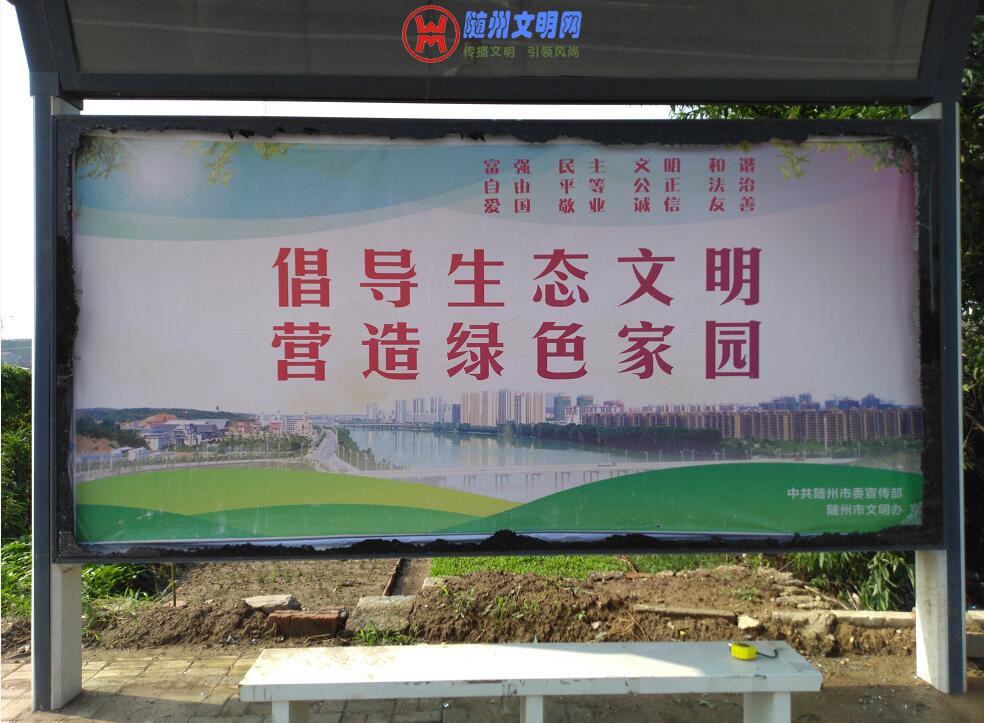 随州文明网
传播文明 引领风尚
富强 民主 文明 和谐
自由 平等 公正 法治
爱国 敬业 诚信 友善
倡导生态文明
营造绿色家园
中共随州市委宣传部
随州市文明办